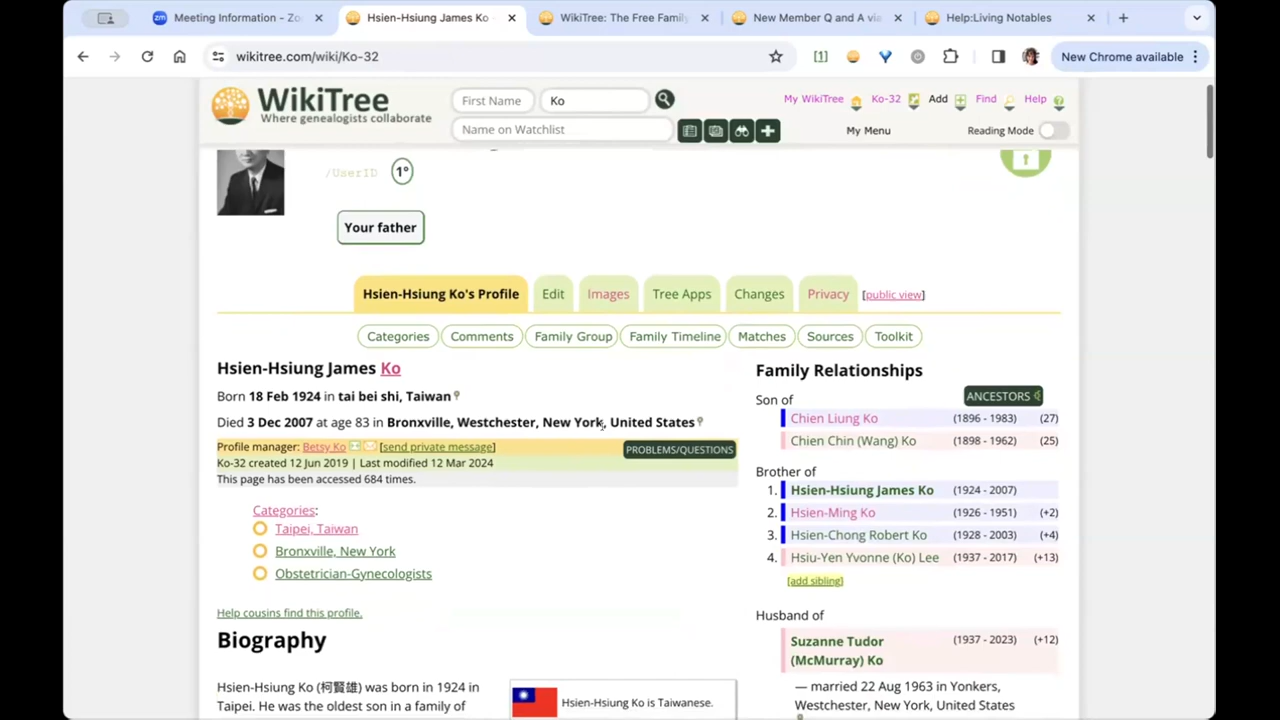 Meeting Information - Zo
Hsien-Hsiung James Ko
WikiTree: The Free Family
New Member Q and A via
Help:Living Notables
wikitree.com/wiki/Ko-32
[1]
New Chrome available
WikiTree
Where genealogists collaborate
First Name
Ko
Name on Watchlist
My WikiTree
Ko-32
Add
Find
Help
My Menu
Reading Mode
/UserID
1°
Your father
Hsien-Hsiung Ko's Profile
Edit
Images
Tree Apps
Changes
Privacy
[public view]
Categories
Comments
Family Group
Family Timeline
Matches
Sources
Toolkit
Hsien-Hsiung James Ko
Born 18 Feb 1924 in tai bei shi, Taiwan
Died 3 Dec 2007 at age 83 in Bronxville, Westchester, New York, United States
Profile manager: Betsy Ko [send private message]
PROBLEMS/QUESTIONS
Ko-32 created 12 Jun 2019 | Last modified 12 Mar 2024
This page has been accessed 684 times.
Categories:
Taipei, Taiwan
Bronxville, New York
Obstetrician-Gynecologists
Help cousins find this profile.
Biography
Hsien-Hsiung Ko (柯賢雄) was born in 1924 in
Taipei. He was the oldest son in a family of
Hsien-Hsiung Ko is Taiwanese.
Family Relationships
ANCESTORS
Son of
Chien Liung Ko (1896 - 1983) (27)
Chien Chin (Wang) Ko (1898 - 1962) (25)
Brother of
1. Hsien-Hsiung James Ko (1924 - 2007)
2. Hsien-Ming Ko (1926 - 1951) (+2)
3. Hsien-Chong Robert Ko (1928 - 2003) (+4)
4. Hsiu-Yen Yvonne (Ko) Lee (1937 - 2017) (+13)
[add sibling]
Husband of
Suzanne Tudor (1937 - 2023) (+12)
(McMurray) Ko
— married 22 Aug 1963 in Yonkers,
Westchester, New York, United States